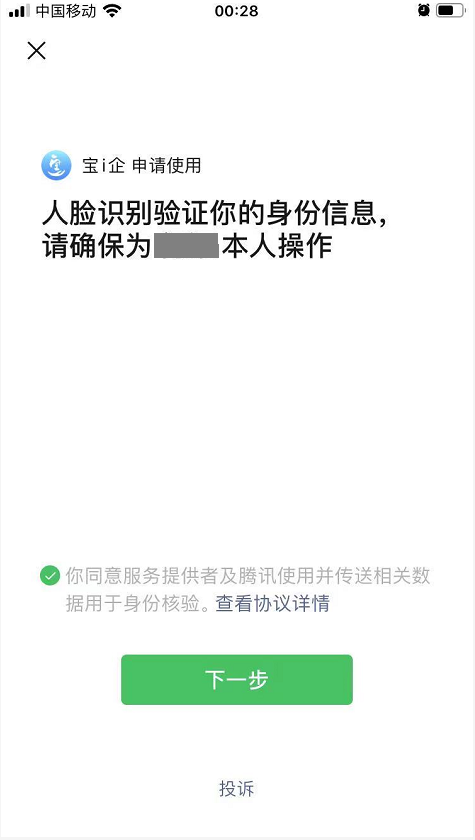 中国移动 00:28
宝i企 申请使用
人脸识别验证你的身份信息，
请确保为 本人操作
你同意服务提供者及腾讯使用并传送相关数
据用于身份核验。查看协议详情
下一步
投诉